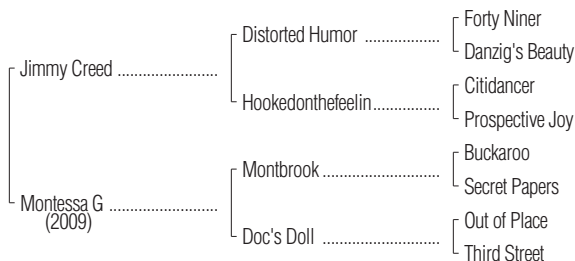 Forty Niner
Distorted Humor ..................
Danzig's Beauty
Jimmy Creed ........................
Citidancer
Hookedonthefeelin................
Prospective Joy
Buckaroo
Montbrook ............................
Secret Papers
Montessa G ..........................
(2009)
Out of Place
Doc's Doll ............................
Third Street